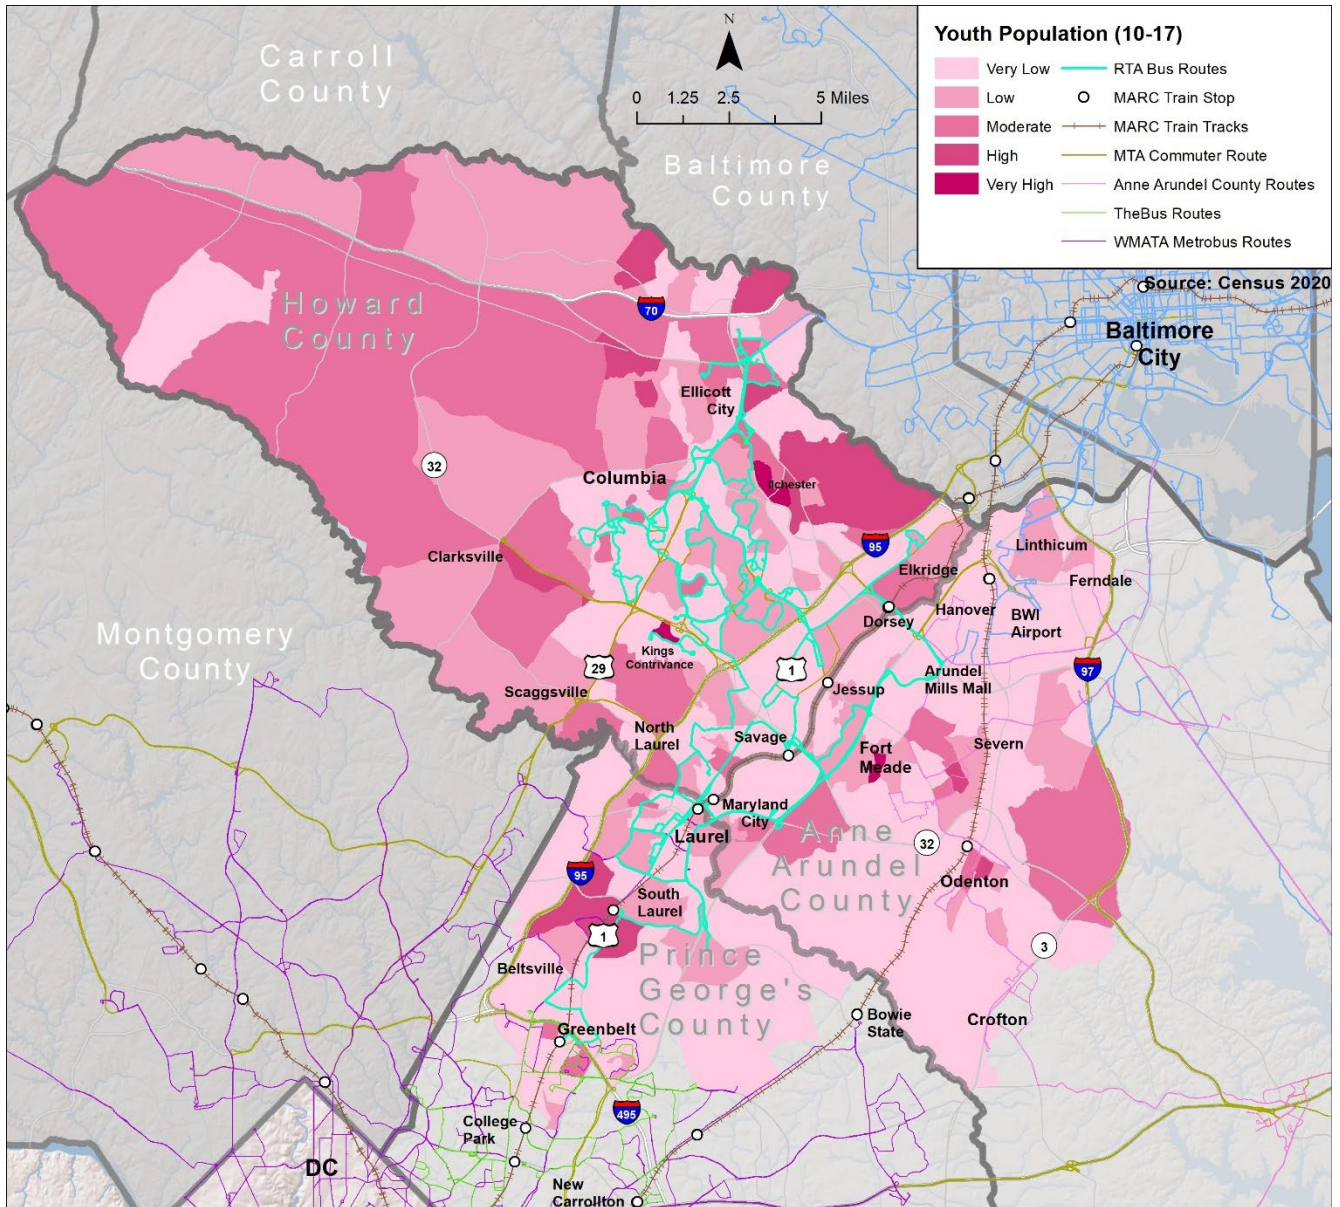 Carroll
County
N
0 1.25 2.5 5 Miles
Baltimore
County
Youth Population (10-17)
Very Low
Low
Moderate
High
Very High
RTA Bus Routes
MARC Train Stop
MARC Train Tracks
MTA Commuter Route
Anne Arundel County Routes
TheBus Routes
WMATA Metrobus Routes
Source: Census 2020
Baltimore
City
Howard
County
70
Ellicott
City
32
Columbia
Ilchester
Clarksville
95
Elkridge
Linthicum
Ferndale
Hanover
BWI
Airport
Dorsey
Montgomery
County
Kings
Contrivance
29
1
Arundel
Mills Mall
97
Jessup
Scaggsville
North
Laurel
Savage
Fort
Meade
Severn
Maryland
City
Laurel
Anne
Arundel
County
32
95
Odenton
South
Laurel
1
3
Prince
George's
County
Beltsville
Greenbelt
Bowie
State
Crofton
495
College
Park
DC
New
Carrollton